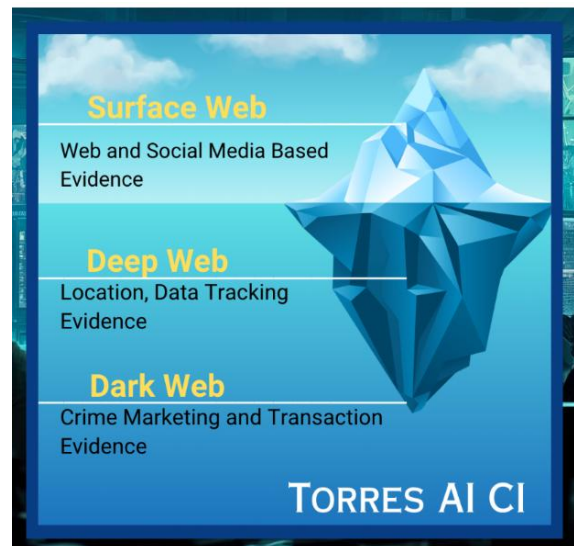 Surface Web
Web and Social Media Based
Evidence
Deep Web
Location, Data Tracking
Evidence
Dark Web
Crime Marketing and Transaction
Evidence
TORRES AI CI